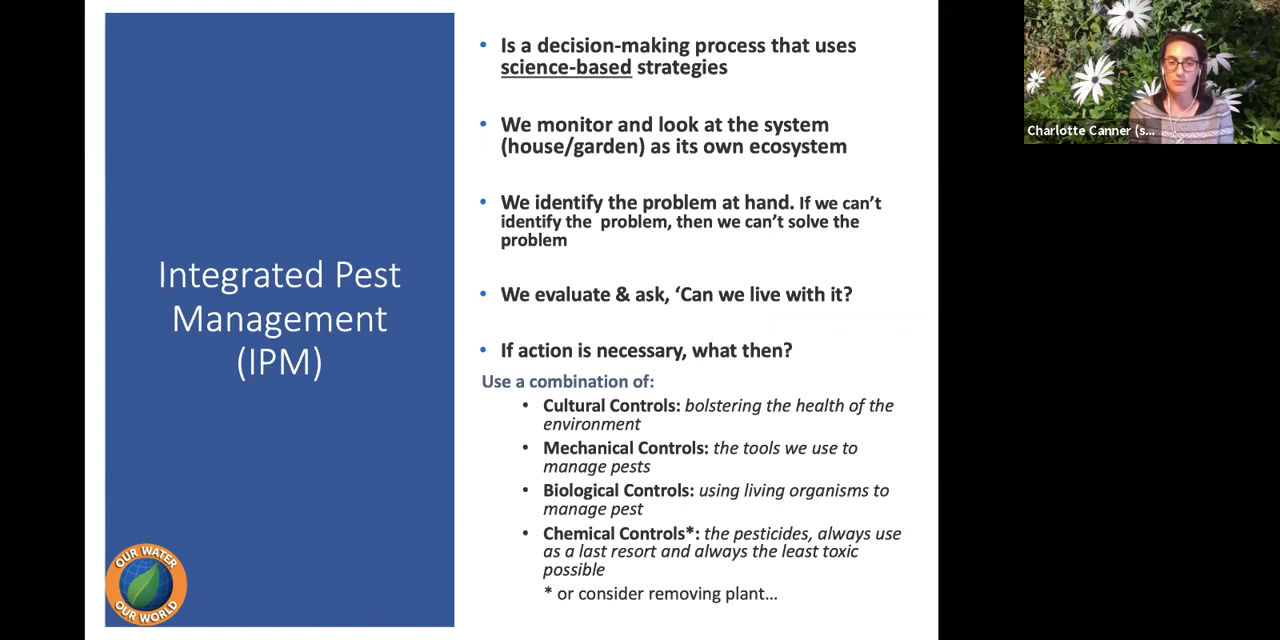 Integrated Pest
Management
(IPM)
OUR WATER
OUR WORLD
• Is a decision-making process that uses
science-based strategies
• We monitor and look at the system
(house/garden) as its own ecosystem
• We identify the problem at hand. If we can’t
identify the  problem, then we can’t solve the
problem
• We evaluate & ask, ‘Can we live with it?
• If action is necessary, what then?
Use a combination of:
• Cultural Controls: bolstering the health of the
environment
• Mechanical Controls: the tools we use to
manage pests
• Biological Controls: using living organisms to
manage pest
• Chemical Controls*: the pesticides, always use
as a last resort and always the least toxic
possible
* or consider removing plant…
Charlotte Canner (s...